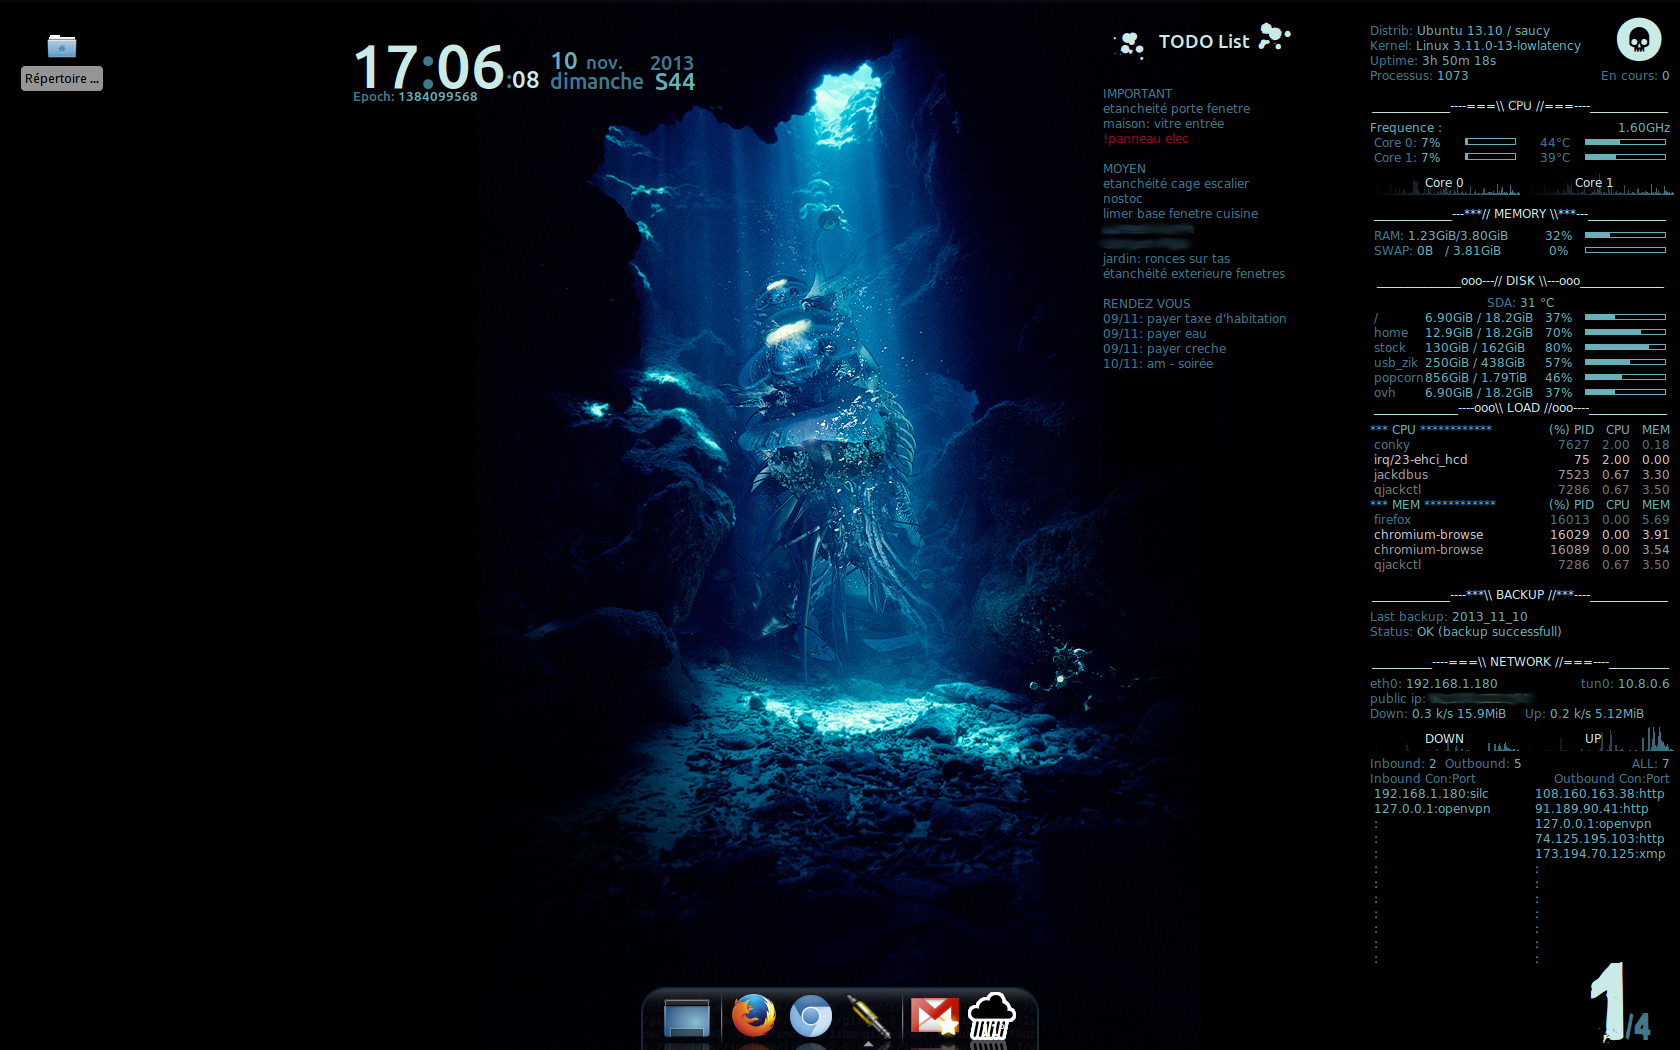 Répertoire ...
17:06:08
10 nov. 2013
dimanche S44
Epoch: 1384099568
TODO List
IMPORTANT
etancheité porte fenetre
maison: vitre entrée
!panneau elec
MOYEN
etanchéité cage escalier
nostoc
limer base fenetre cuisine
jardin: ronces sur tas
étanchéité exterieure fenetres
RENDEZ VOUS
09/11: payer taxe d'habitation
09/11: payer eau
09/11: payer creche
10/11: am - soirée
Distrib: Ubuntu 13.10 / saucy
Kernel: Linux 3.11.0-13-lowlatency
Uptime: 3h 50m 18s
Processus: 1073 En cours: 0
____________----===\\ CPU //===----____________
Frequence : 1.60GHz
Core 0: 7% 44°C
Core 1: 7% 39°C
Core 0 Core 1
____________---***// MEMORY \\***---____________
RAM: 1.23GiB/3.80GiB 32%
SWAP: 0B / 3.81GiB 0%
_____________ooo---// DISK \\---ooo_____________
SDA: 31 °C
/ 6.90GiB / 18.2GiB 37%
home 12.9GiB / 18.2GiB 70%
stock 130GiB / 162GiB 80%
usb_zik 250GiB / 438GiB 57%
popcorn 856GiB / 1.79TiB 46%
ovh 6.90GiB / 18.2GiB 37%
_____________----ooo\\ LOAD //ooo----____________
*** CPU ************ (%) PID CPU MEM
conky 7627 2.00 0.18
irq/23-ehci_hcd 75 2.00 0.00
jackdbus 7523 0.67 3.30
qjackctl 7286 0.67 3.50
*** MEM ************ (%) PID CPU MEM
firefox 16013 0.00 5.69
chromium-browse 16029 0.00 3.91
chromium-browse 16089 0.00 3.54
qjackctl 7286 0.67 3.50
____________----***\\ BACKUP //***----____________
Last backup: 2013_11_10
Status: OK (backup successfull)
_________----===\\ NETWORK //===----_________
eth0: 192.168.1.180 tun0: 10.8.0.6
public ip:
Down: 0.3 k/s 15.9MiB Up: 0.2 k/s 5.12MiB
DOWN UP
Inbound: 2 Outbound: 5 ALL: 7
Inbound Con:Port Outbound Con:Port
192.168.1.180:silc 108.160.163.38:http
127.0.0.1:openvpn 91.189.90.41:http
: 127.0.0.1:openvpn
: 74.125.195.103:http
: 173.194.70.125:xmp
: :
: :
: :
: :
: :
: :
: :
1/4